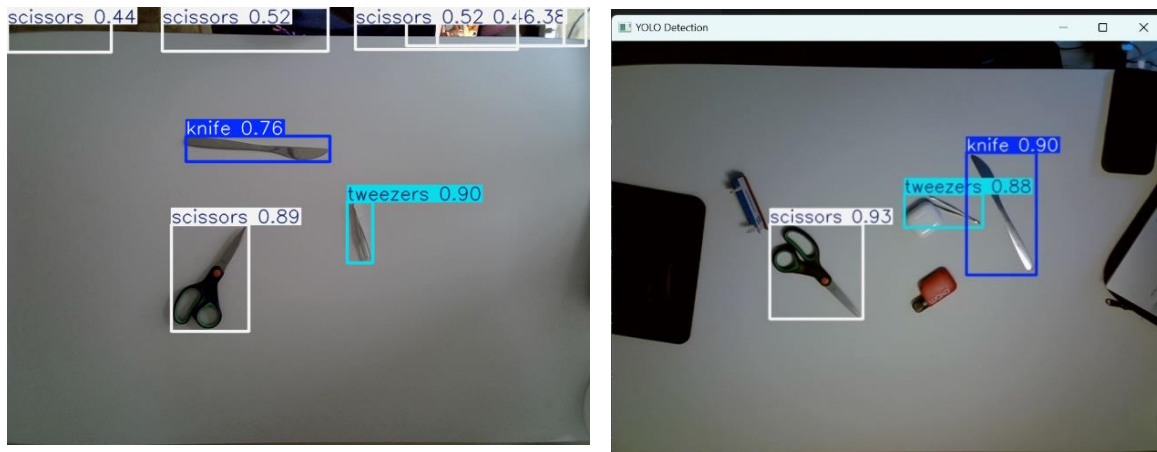 scissors 0.44
scissors 0.52
scissors 0.52
knife 0.76
tweezers 0.90
scissors 0.89
YOLO Detection
knife 0.90
tweezers 0.88
scissors 0.93